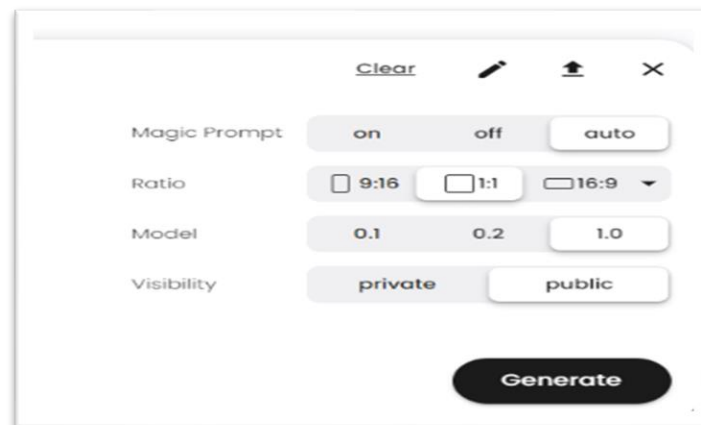 Clear
Magic Prompt on off auto
Ratio 9:16 1:1 16:9
Model 0.1 0.2 1.0
Visibility private public
Generate